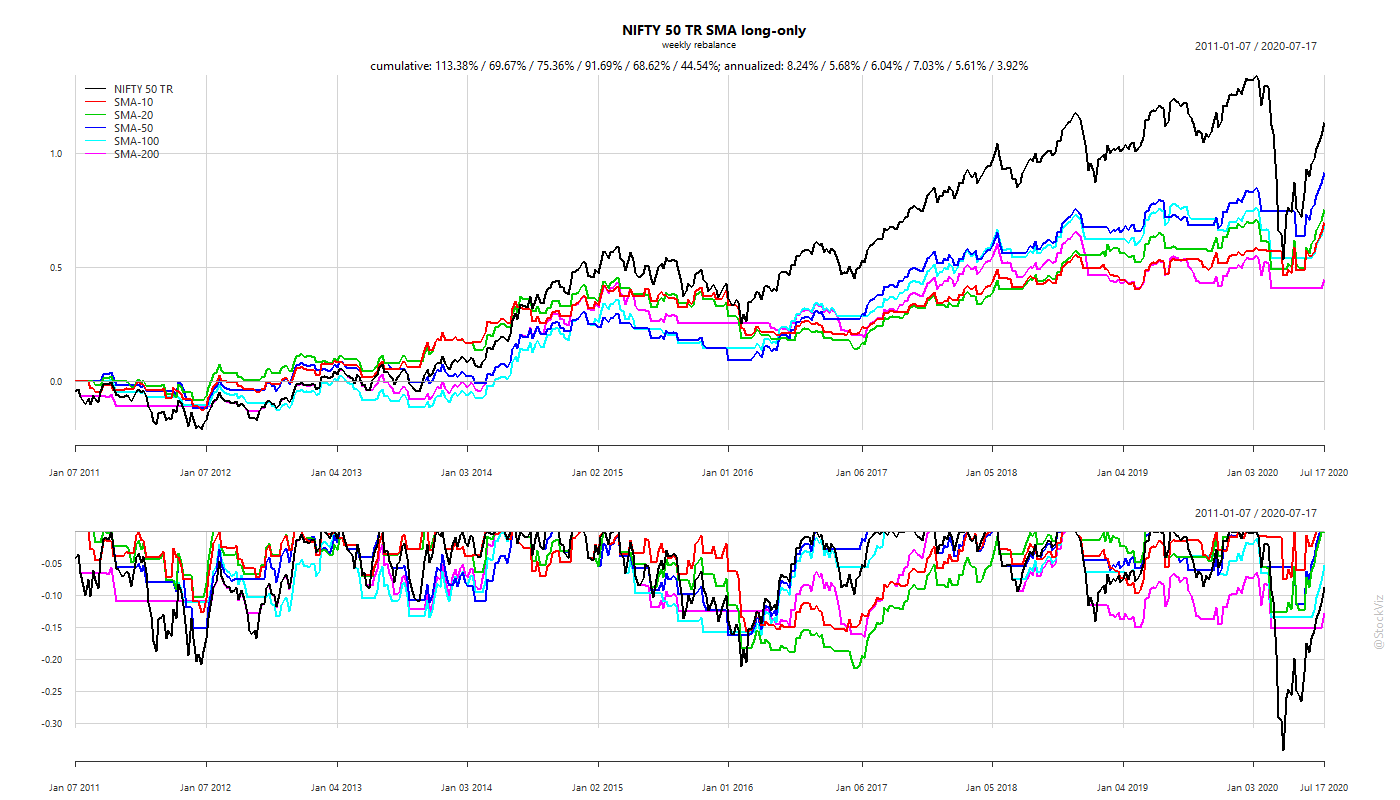 NIFTY 50 TR SMA long-only
weekly rebalance
2011-01-07 / 2020-07-17
cumulative: 113.38% / 69.67% / 75.36% / 91.69% / 68.62% / 44.54%; annualized: 8.24% / 5.68% / 6.04% / 7.03% / 5.61% / 3.92%
NIFTY 50 TR
SMA-10
SMA-20
SMA-50
SMA-100
SMA-200
1.0
0.5
0.0
Jan 07 2011 Jan 07 2012 Jan 04 2013 Jan 03 2014 Jan 02 2015 Jan 01 2016 Jan 06 2017 Jan 05 2018 Jan 04 2019 Jan 03 2020 Jul 17 2020
2011-01-07 / 2020-07-17
-0.05
-0.10
-0.15
-0.20
-0.25
-0.30
@StockViz
Jan 07 2011 Jan 07 2012 Jan 04 2013 Jan 03 2014 Jan 02 2015 Jan 01 2016 Jan 06 2017 Jan 05 2018 Jan 04 2019 Jan 03 2020 Jul 17 2020